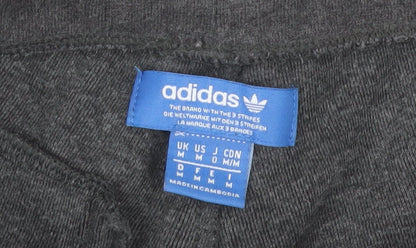 adidas
THE BRAND WITH THE 3 STRIPES
DIE WELTMARKE MIT DEN 3 STREIFEN
LA MARQUE AUX 3 BANDES
UK US J CDN
M M O M/M
D F E I
M M M M
MADE IN CAMBODIA